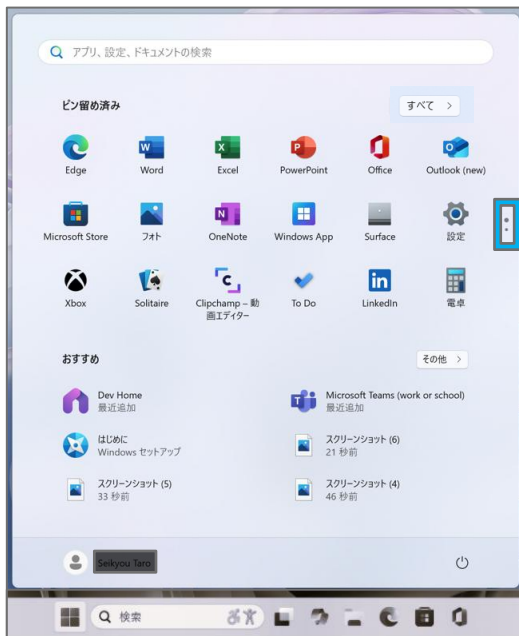 アプリ、設定、ドキュメントの検索
ピン留め済み
すべて >
Edge
Word
Excel
PowerPoint
Office
Outlook (new)
Microsoft Store
フォト
OneNote
Windows App
Surface
設定
Xbox
Solitaire
Clipchamp – 動
画エディター
To Do
LinkedIn
電卓
おすすめ
その他 >
Dev Home
最近追加
Microsoft Teams (work or school)
最近追加
はじめに
Windows セットアップ
スクリーンショット (6)
21 秒前
スクリーンショット (5)
33 秒前
スクリーンショット (4)
46 秒前
Seikyou Taro
検索